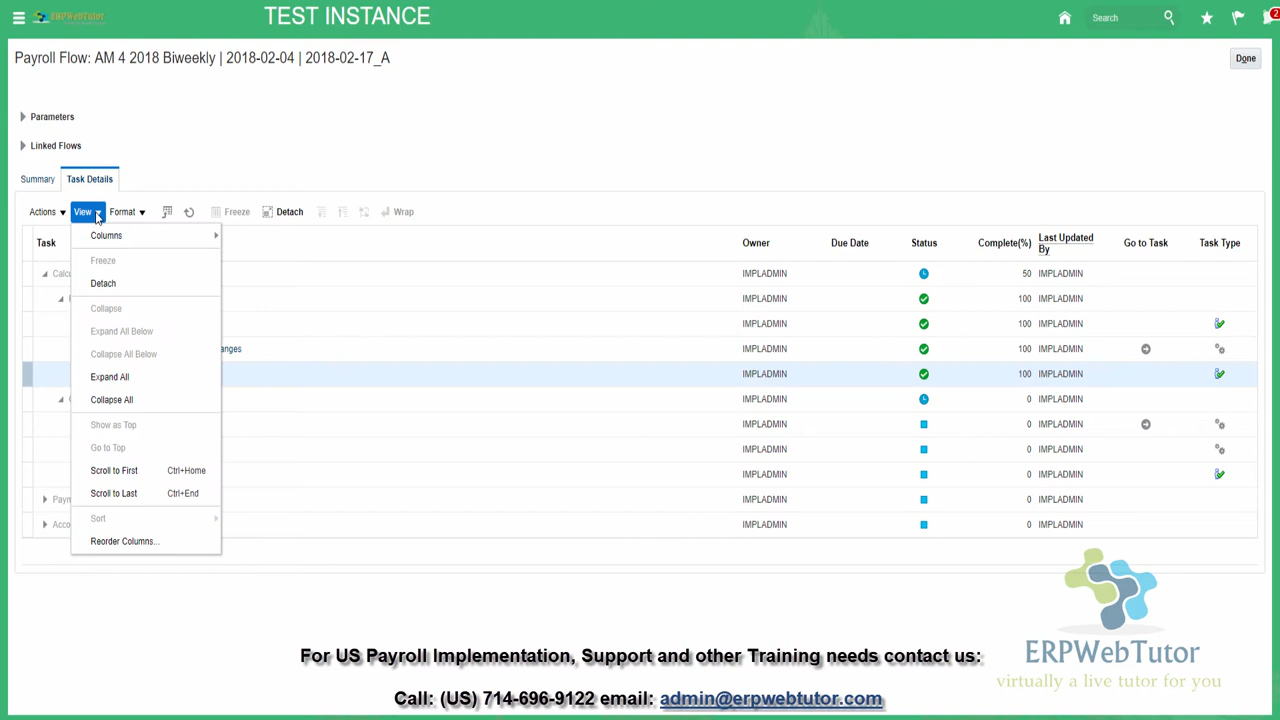 ERPWebTutor
TEST INSTANCE
Search
2
Payroll Flow: AM 4 2018 Biweekly | 2018-02-04 | 2018-02-17_A
Done
Parameters
Linked Flows
Summary
Task Details
Actions View Format Freeze Detach Wrap
Task Owner Due Date Status Complete(%) Last Updated By Go to Task Task Type
Columns
Freeze
Detach
Collapse
Expand All Below
Collapse All Below
Expand All
Collapse All
Show as Top
Go to Top
Scroll to First Ctrl+Home
Scroll to Last Ctrl+End
Sort
Reorder Columns...
IMPLADMIN 50 IMPLADMIN
IMPLADMIN 100 IMPLADMIN
IMPLADMIN 100 IMPLADMIN
anges IMPLADMIN 100 IMPLADMIN
IMPLADMIN 100 IMPLADMIN
IMPLADMIN 0 IMPLADMIN
IMPLADMIN 0 IMPLADMIN
IMPLADMIN 0 IMPLADMIN
IMPLADMIN 0 IMPLADMIN
IMPLADMIN 0 IMPLADMIN
IMPLADMIN 0 IMPLADMIN
For US Payroll Implementation, Support and other Training needs contact us:
Call: (US) 714-696-9122 email: admin@erpwebtutor.com
ERPWebTutor
virtually a live tutor for you